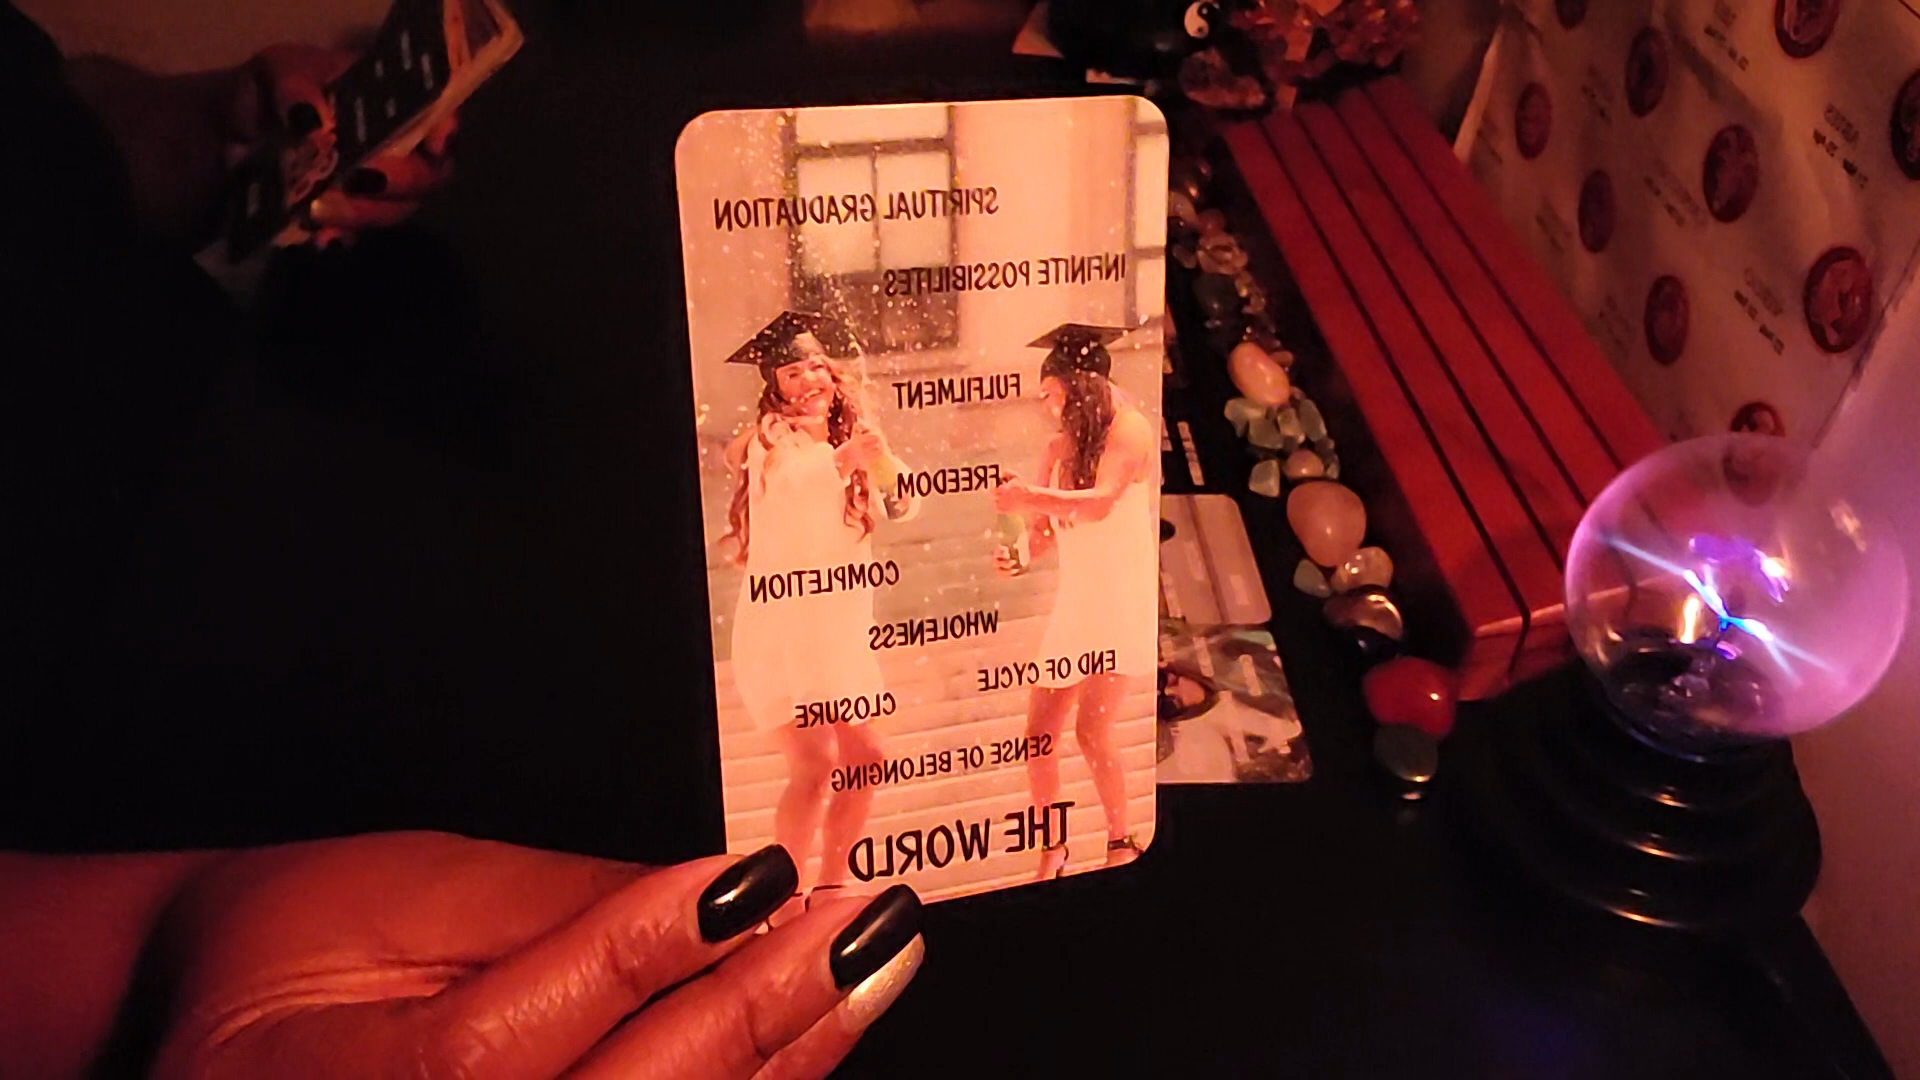 SPIRITUAL GRADUATION
INFINITE POSSIBILITES
FULFILMENT
FREEDOM
COMPLETION
WHOLENESS
END OF CYCLE
CLOSURE
SENSE OF BELONGING
THE WORLD